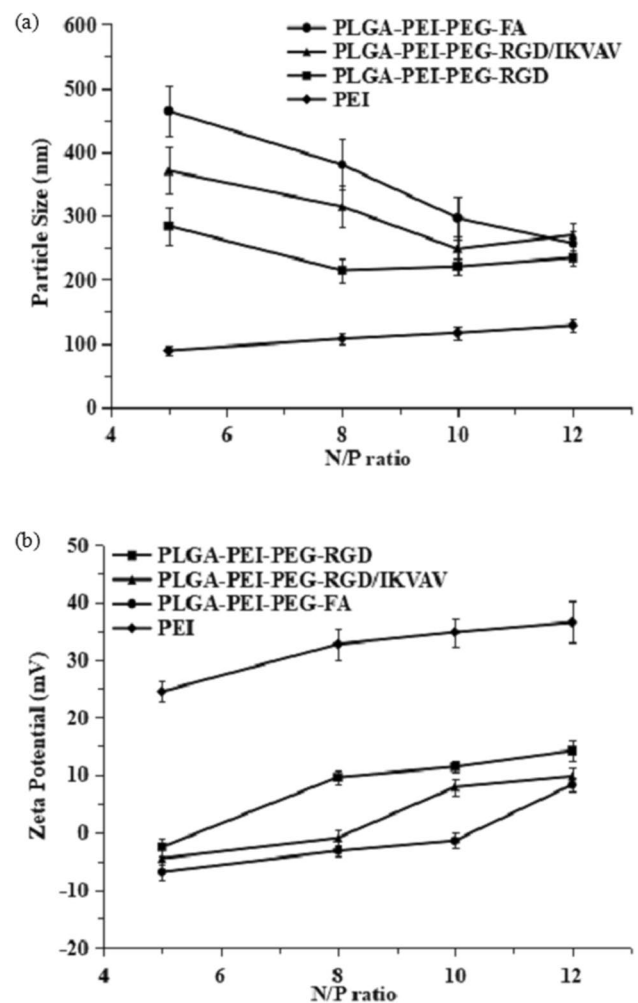 (a)
600
500
400
300
200
100
0
Particle Size (nm)
PLGA-PEI-PEG-FA
PLGA-PEI-PEG-RGD/IKVAV
PLGA-PEI-PEG-RGD
PEI
4 6 8 10 12
N/P ratio
(b)
50
40
30
20
10
0
-10
-20
Zeta Potential (mV)
PLGA-PEI-PEG-RGD
PLGA-PEI-PEG-RGD/IKVAV
PLGA-PEI-PEG-FA
PEI
4 6 8 10 12
N/P ratio